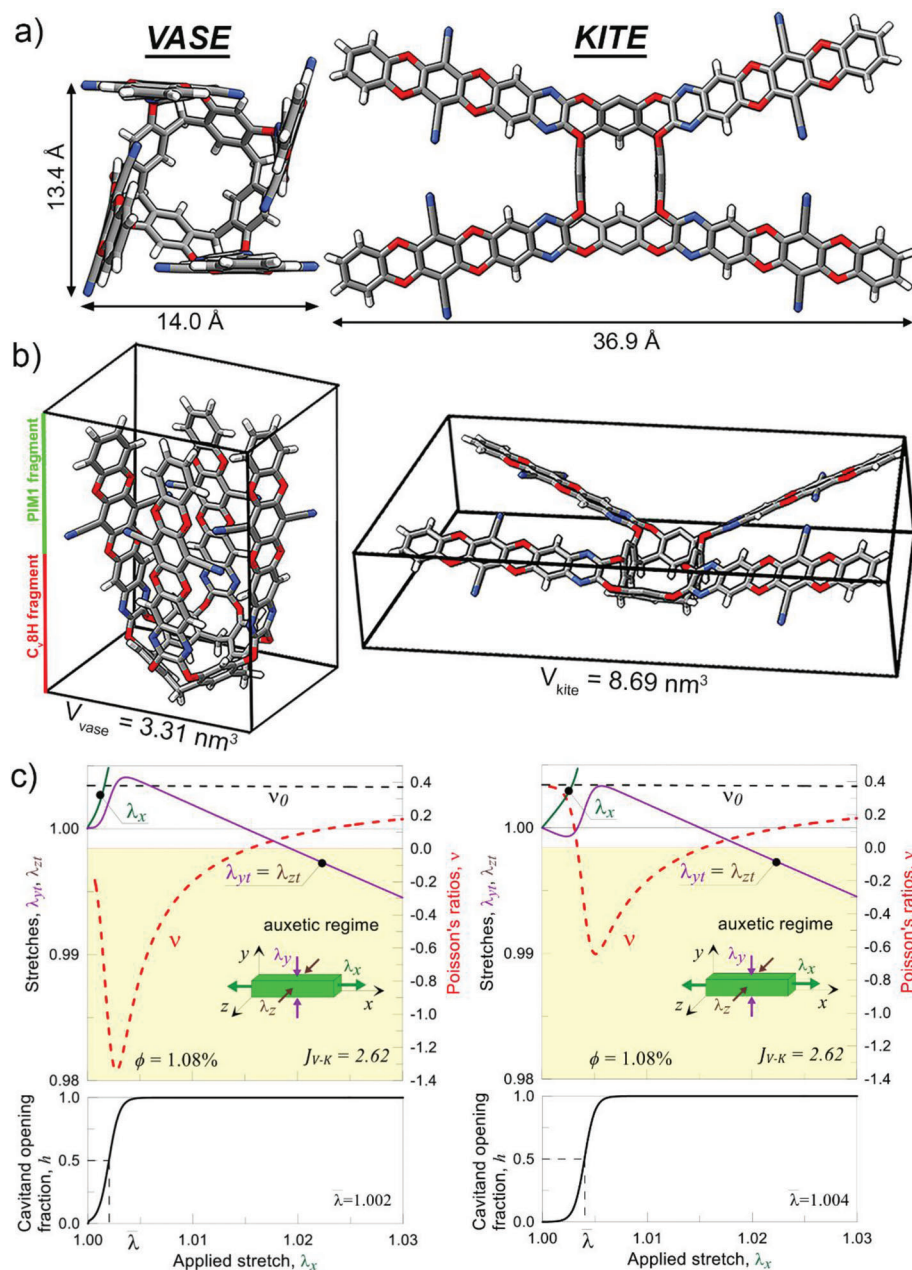 a)
VASE
KITE
13.4 Å
14.0 Å
36.9 Å
b)
PIM1 fragment
Cv8H fragment
Vvase = 3.31 nm³
Vkite = 8.69 nm³
c)
Stretches, λyt, λzt
1.00
0.99
0.98
λx
ν0
λyt = λzt
ν
auxetic regime
y
λy
λx
x
z
λz
ϕ = 1.08%
JV-K = 2.62
0.4
0.2
0.0
-0.2
-0.4
-0.6
-0.8
-1.0
-1.2
-1.4
Poisson's ratios, ν
Cavitand opening
fraction, h
1.0
0.5
0.0
λ̄=1.002
1.00
λ̄
1.01
1.02
1.03
Applied stretch, λx
Stretches, λyt, λzt
1.00
0.99
0.98
λx
ν0
λyt = λzt
ν
auxetic regime
y
λy
λx
x
z
λz
ϕ = 1.08%
JV-K = 2.62
0.4
0.2
0.0
-0.2
-0.4
-0.6
-0.8
-1.0
-1.2
-1.4
Poisson's ratios, ν
Cavitand opening
fraction, h
1.0
0.5
0.0
λ̄=1.004
1.00
λ̄
1.01
1.02
1.03
Applied stretch, λx